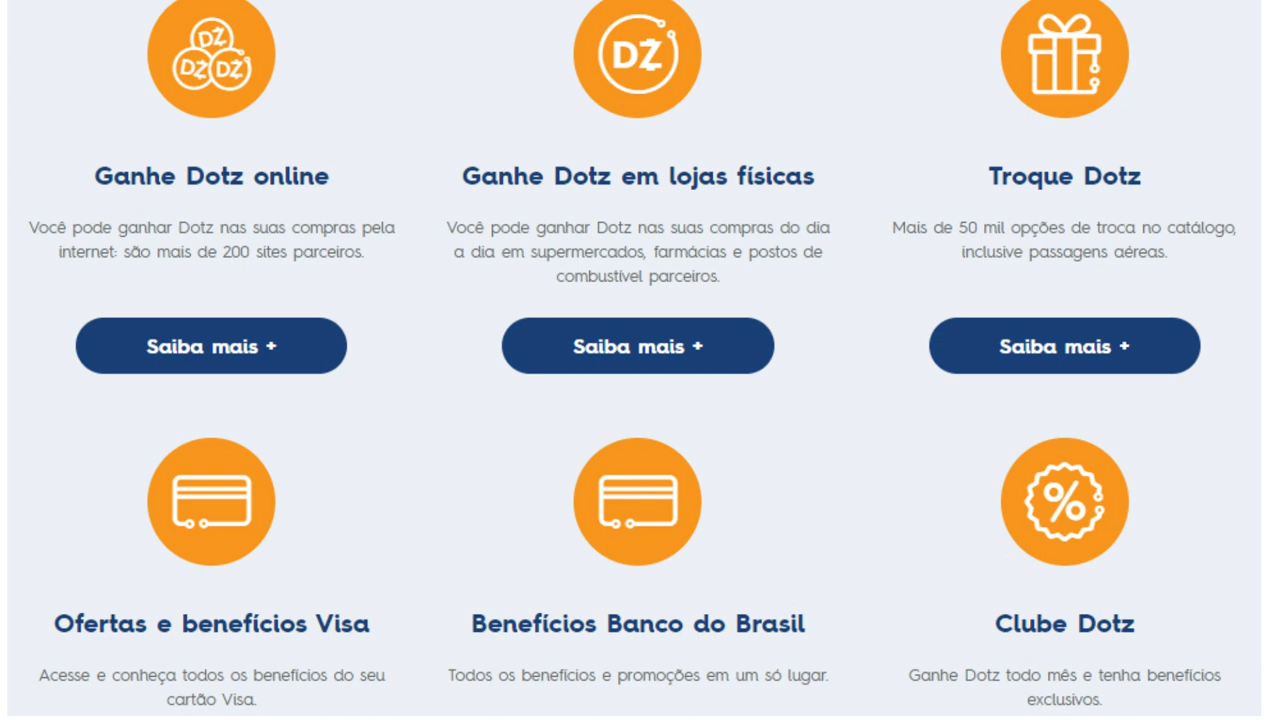 DZ
DZ DZ
DZ
Ganhe Dotz online
Você pode ganhar Dotz nas suas compras pela
internet: são mais de 200 sites parceiros.
Saiba mais +
Ganhe Dotz em lojas físicas
Você pode ganhar Dotz nas suas compras do dia
a dia em supermercados, farmácias e postos de
combustível parceiros.
Saiba mais +
Troque Dotz
Mais de 50 mil opções de troca no catálogo,
inclusive passagens aéreas.
Saiba mais +
Ofertas e benefícios Visa
Acesse e conheça todos os benefícios do seu
cartão Visa.
Benefícios Banco do Brasil
Todos os benefícios e promoções em um só lugar.
%
Clube Dotz
Ganhe Dotz todo mês e tenha benefícios
exclusivos.